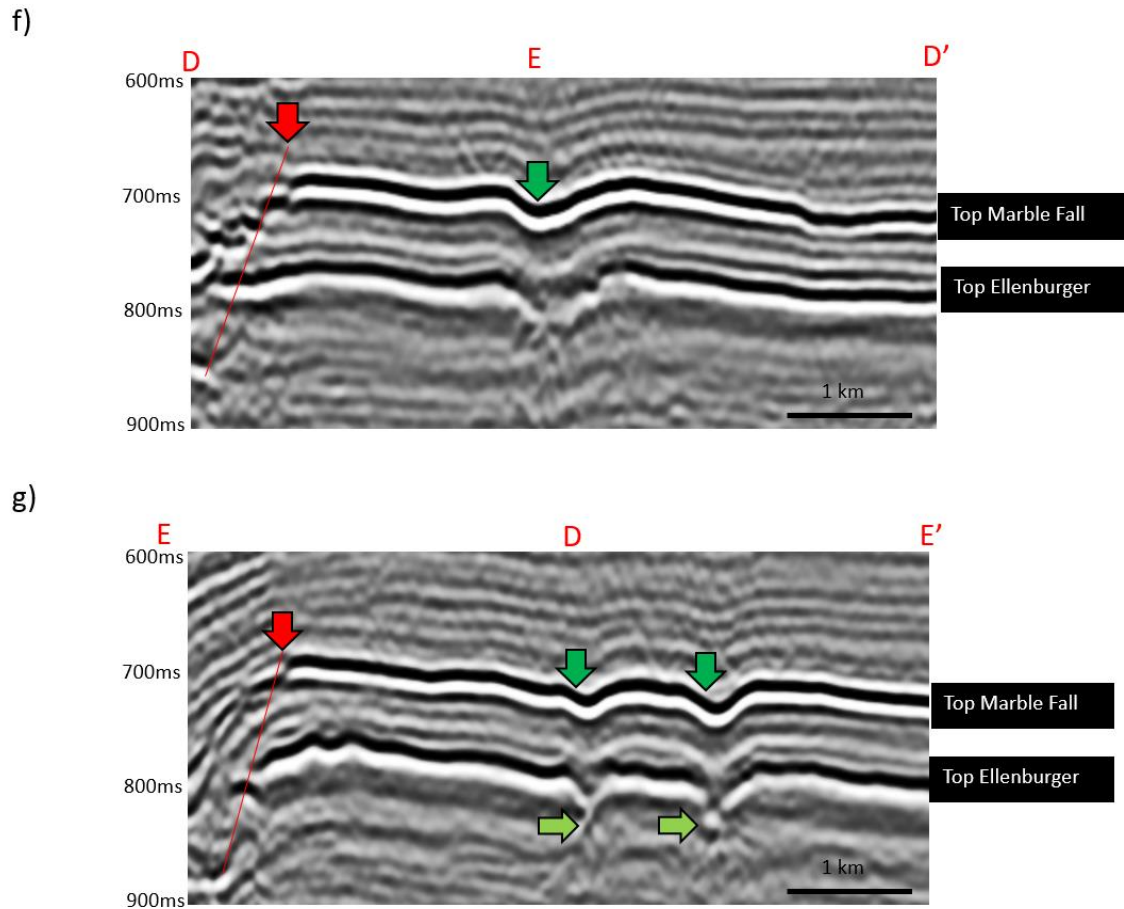 f)
D E D’
600ms
700ms
Top Marble Fall
Top Ellenburger
800ms
1 km
900ms
g)
E D E’
600ms
700ms
Top Marble Fall
Top Ellenburger
800ms
1 km
900ms